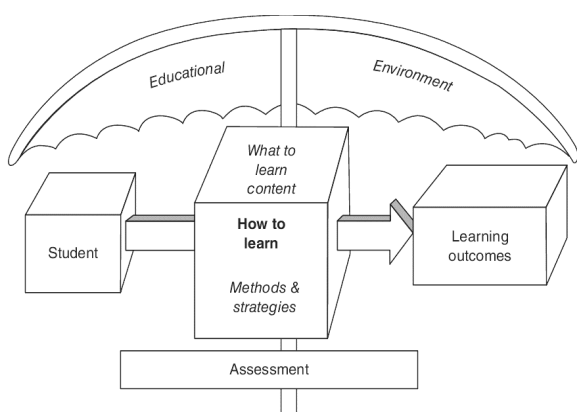 Educational
Environment
What to
learn
content
How to
learn
Methods &
strategies
Student
Learning
outcomes
Assessment